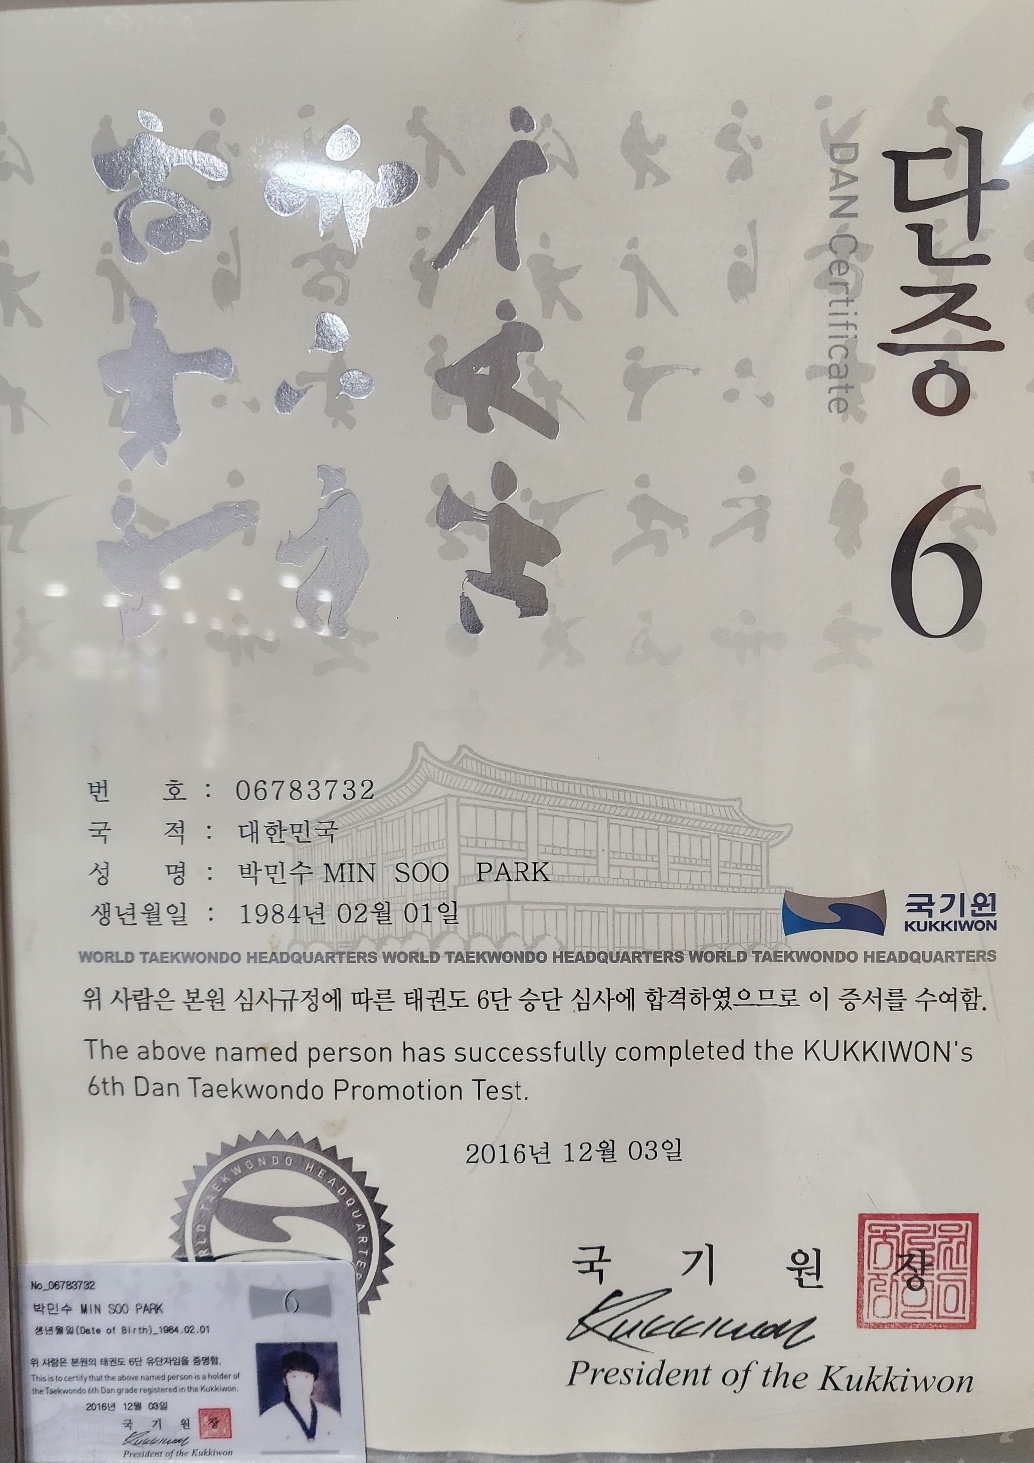 단증
DAN Certificate
6
번 호 : 06783732
국 적 : 대한민국
성 명 : 박민수 MIN SOO PARK
생년월일 : 1984년 02월 01일
국기원
KUKKIWON
WORLD TAEKWONDO HEADQUARTERS WORLD TAEKWONDO HEADQUARTERS WORLD TAEKWONDO HEADQUARTERS
위 사람은 본원 심사규정에 따른 태권도 6단 승단 심사에 합격하였으므로 이 증서를 수여함.
The above named person has successfully completed the KUKKIWON's
6th Dan Taekwondo Promotion Test.
2016년 12월 03일
TAEKWONDO HEADQUARTERS
국 기 원 장
Kukkiwon
President of the Kukkiwon
No_06783732
6
박민수 MIN SOO PARK
생년월일(Date of Birth)_1984.02.01
위 사람은 본원의 태권도 6단 유단자임을 증명함.
This is to certify that the above named person is a holder of
the Taekwondo 6th Dan grade registered in the Kukkiwon.
2016년 12월 03일
국 기 원 장
Kukkiwon
President of the Kukkiwon